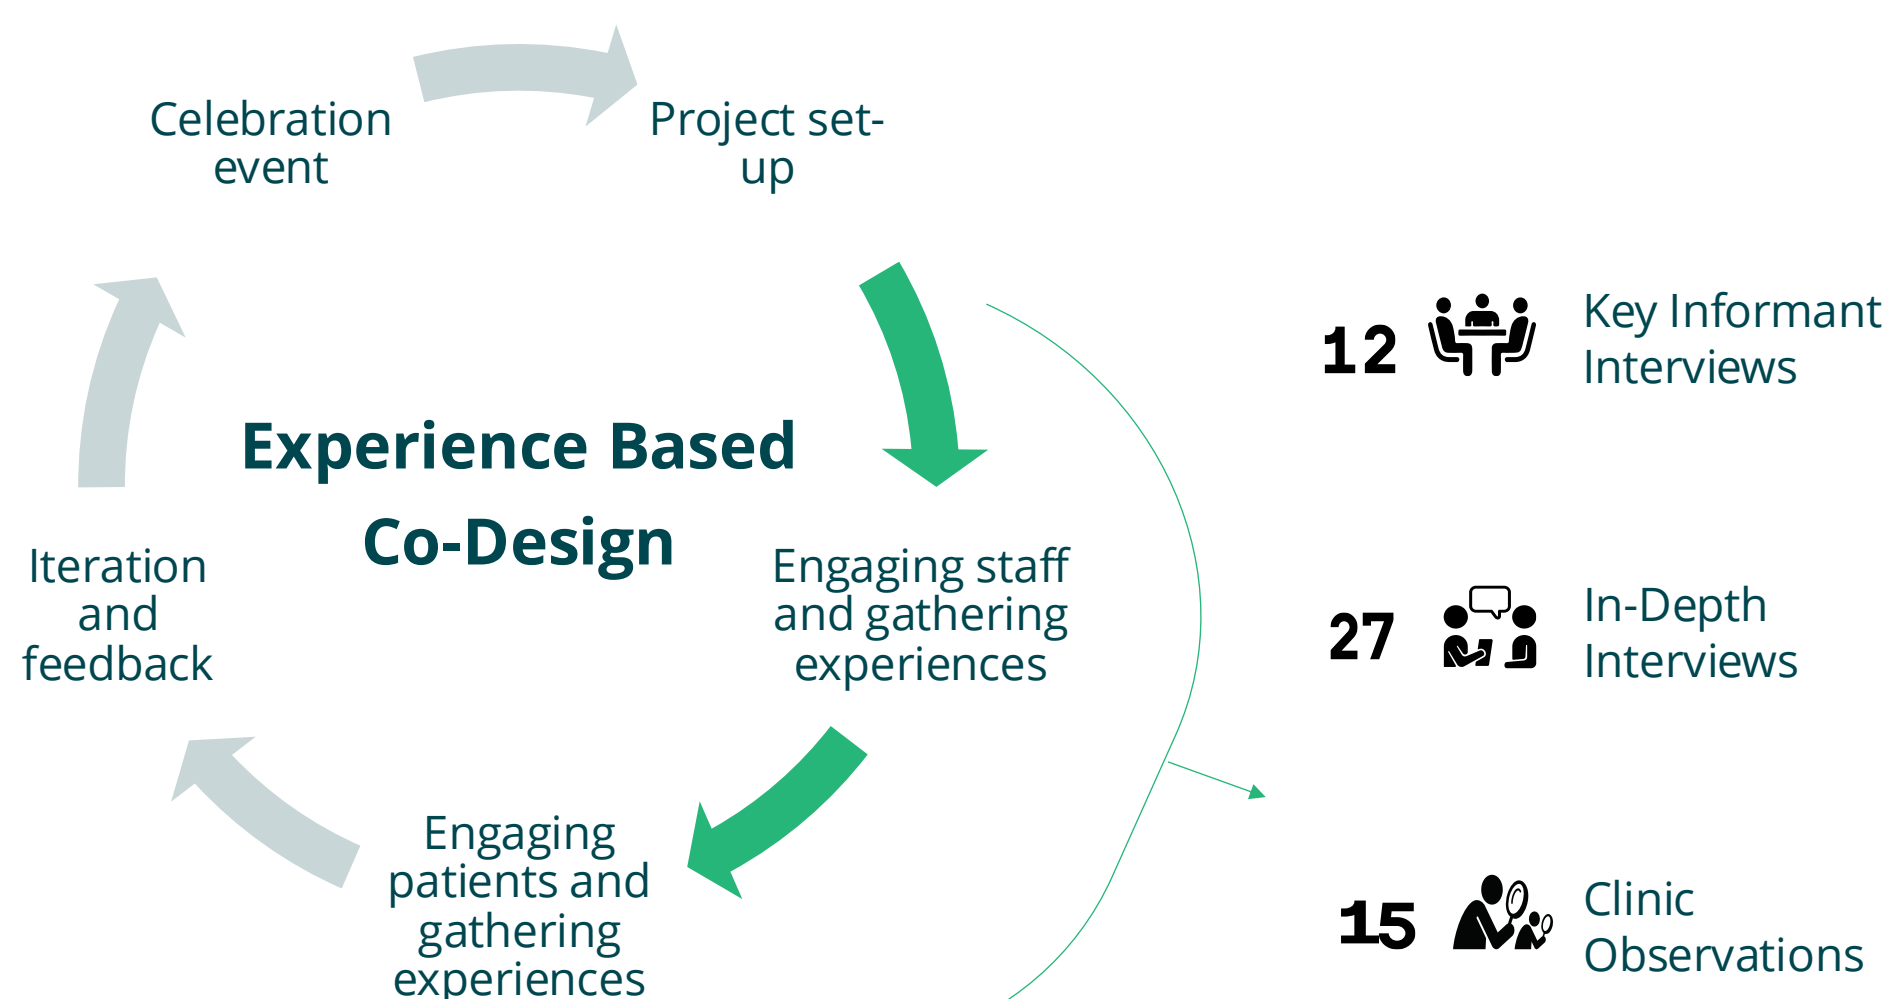 Celebration
event
Project set-
up
Experience Based
Co-Design
Engaging staff
and gathering
experiences
Engaging
patients and
gathering
experiences
Iteration
and
feedback
12
Key Informant
Interviews
27
In-Depth
Interviews
15
Clinic
Observations